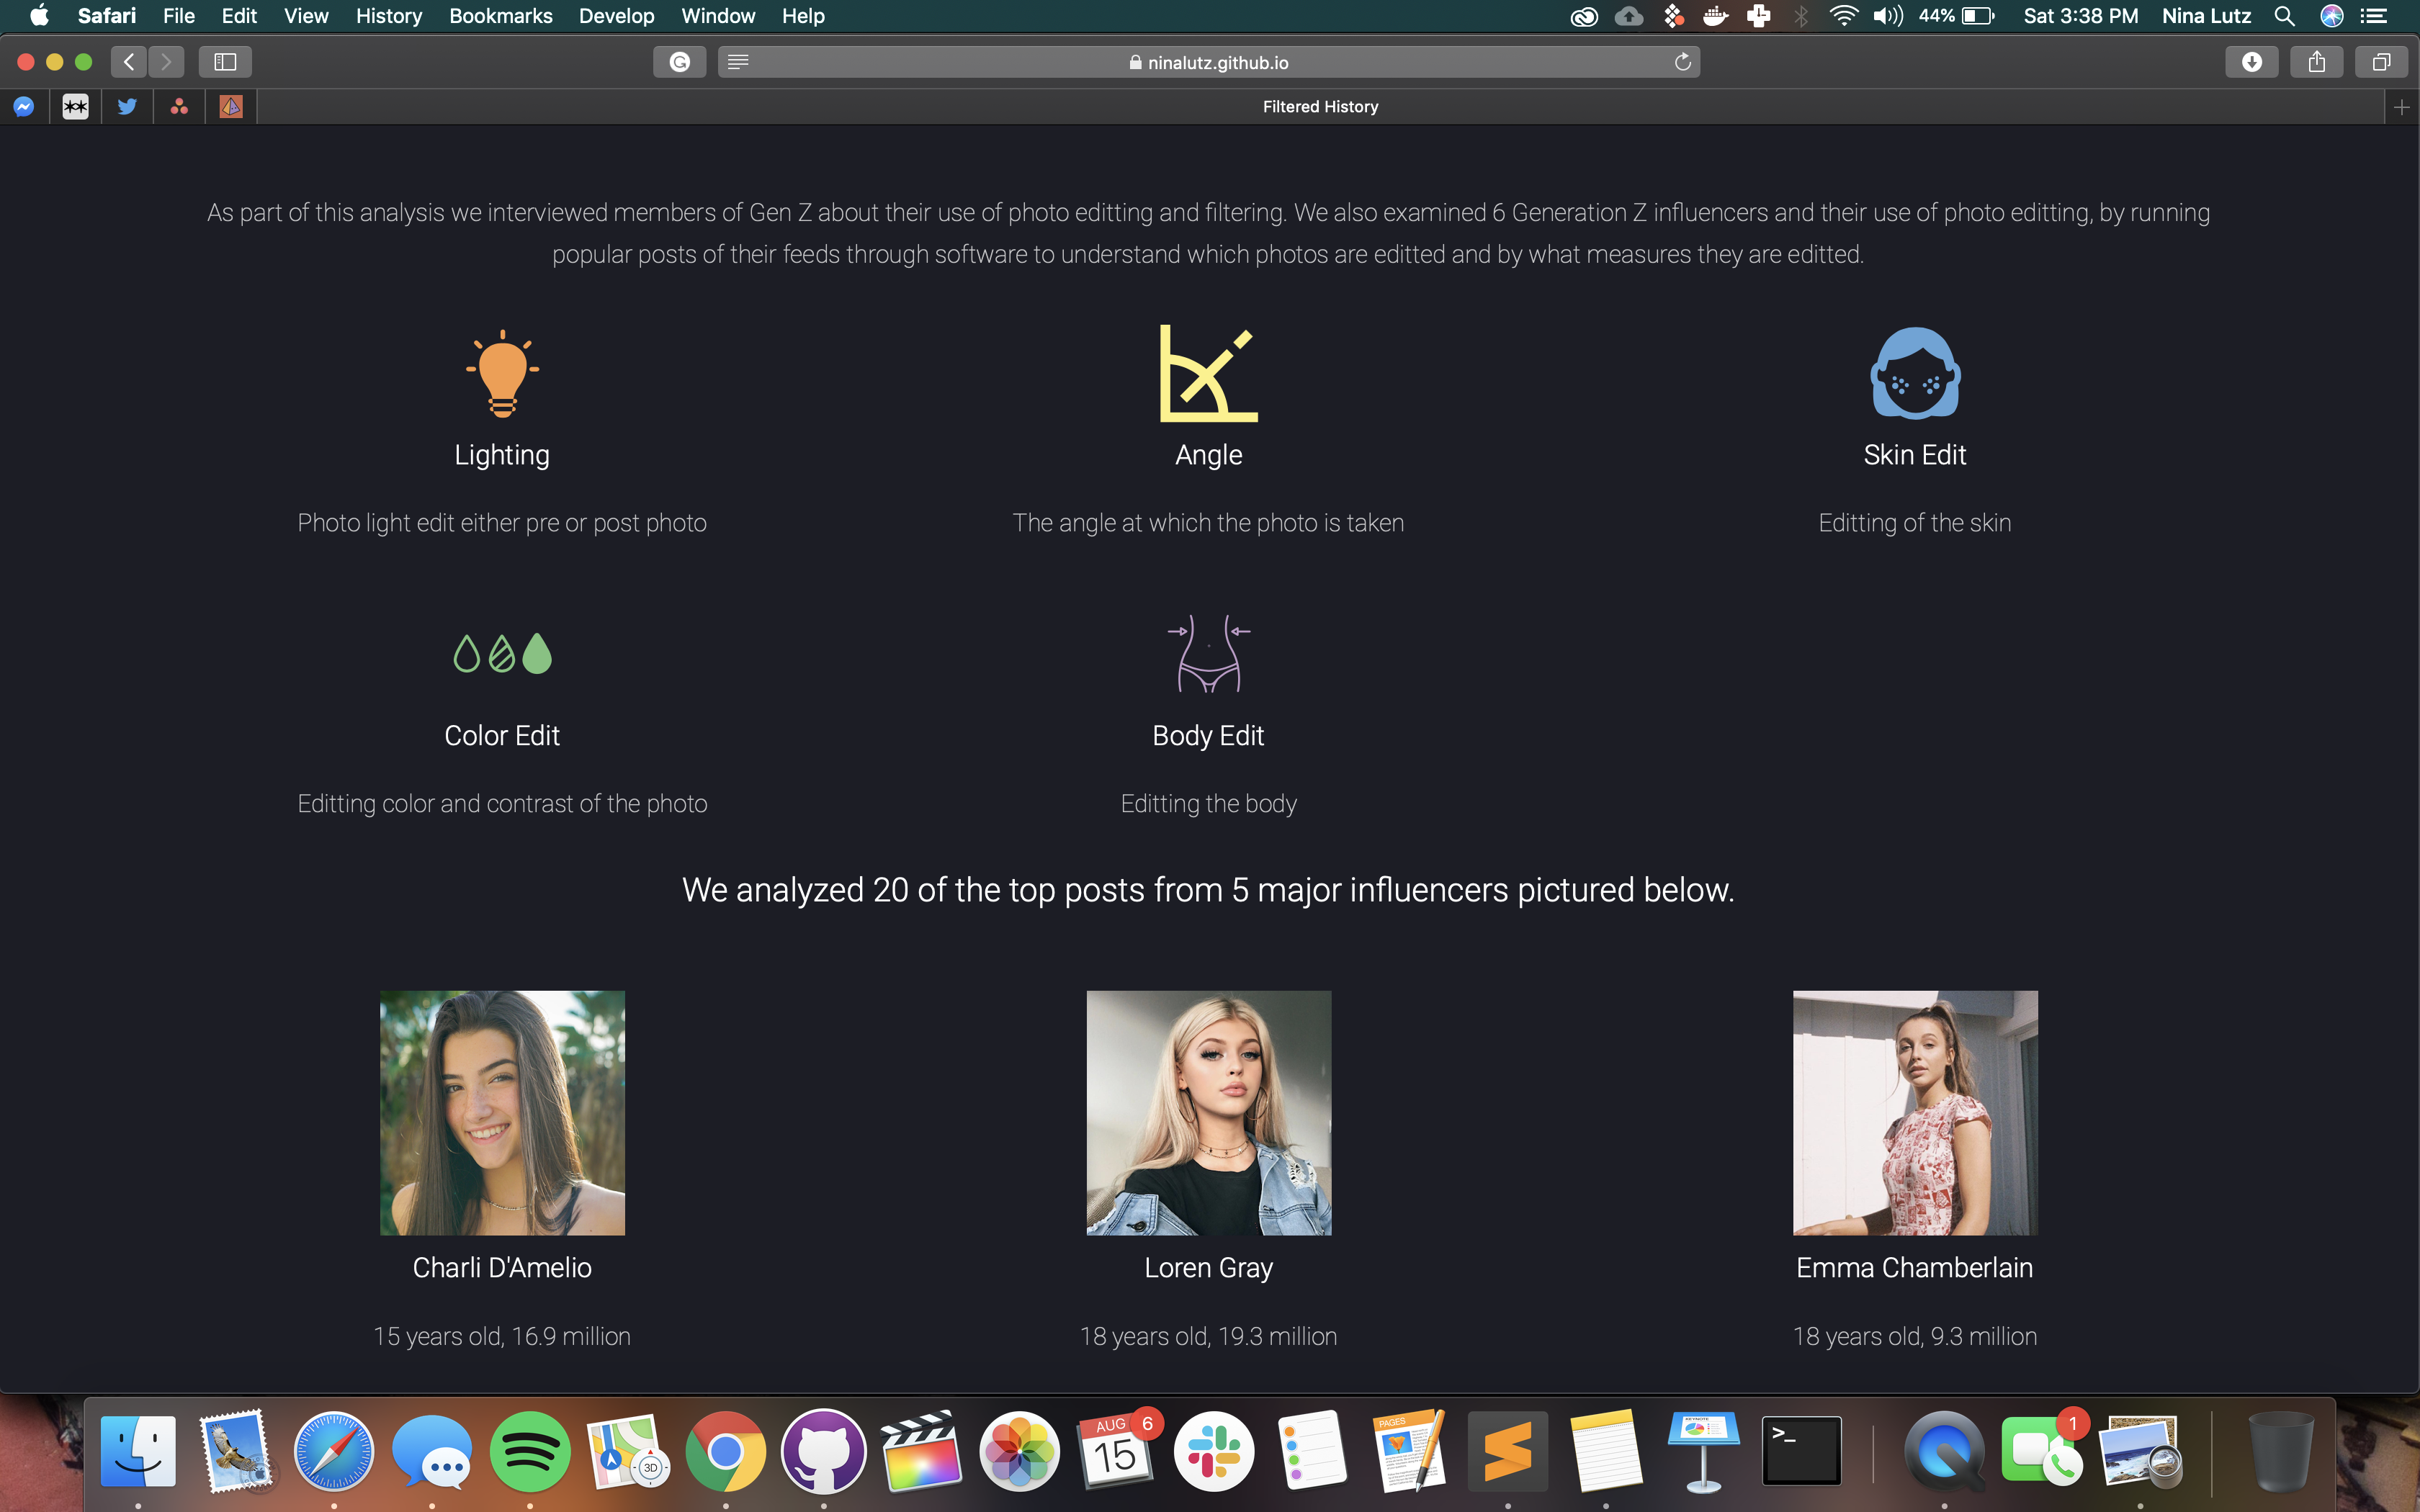 Safari File Edit View History Bookmarks Develop Window Help 44% Sat 3:38 PM Nina Lutz
ninalutz.github.io
Filtered History
As part of this analysis we interviewed members of Gen Z about their use of photo editting and filtering. We also examined 6 Generation Z influencers and their use of photo editting, by running
popular posts of their feeds through software to understand which photos are editted and by what measures they are editted.
Lighting
Photo light edit either pre or post photo
Angle
The angle at which the photo is taken
Skin Edit
Editting of the skin
Color Edit
Editting color and contrast of the photo
Body Edit
Editting the body
We analyzed 20 of the top posts from 5 major influencers pictured below.
Charli D'Amelio
15 years old, 16.9 million
Loren Gray
18 years old, 19.3 million
Emma Chamberlain
18 years old, 9.3 million
3D
AUG 6
15
PAGES
KEYNOTE
>_
1